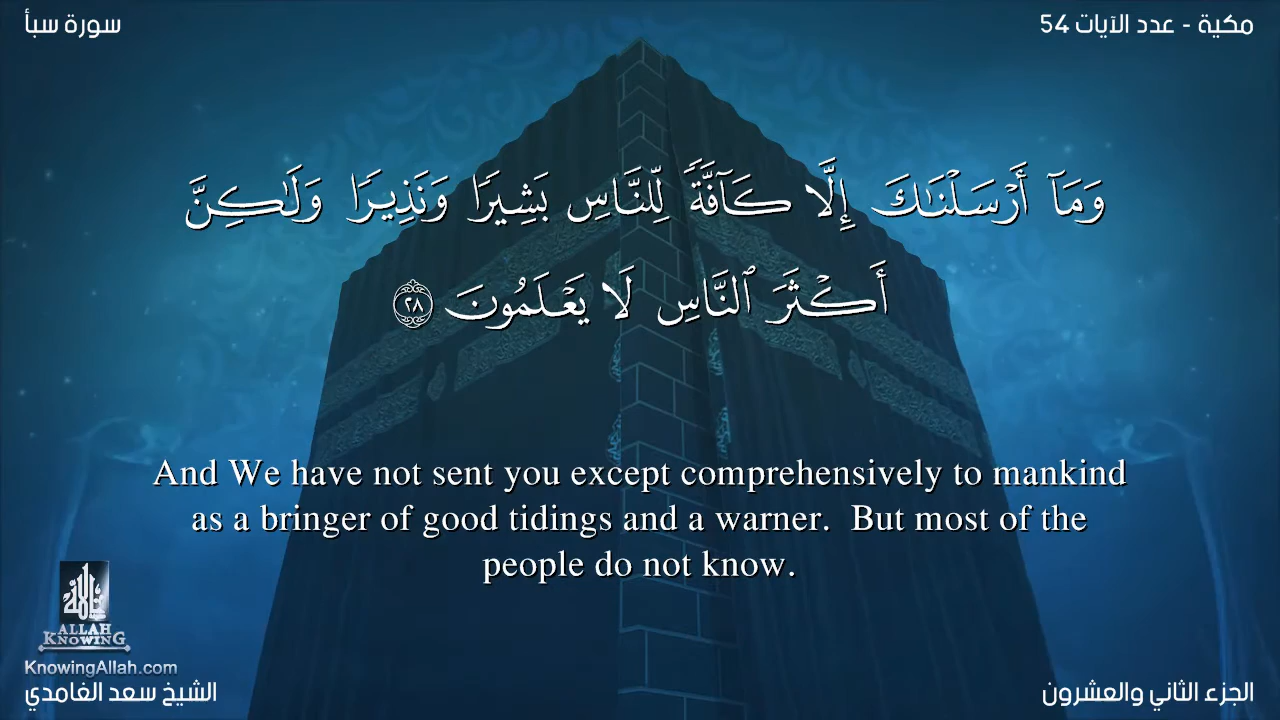 سورة سبأ
مكية - عدد الآيات 54
وَمَآ أَرْسَلْنَٰكَ إِلَّا كَآفَّةً لِّلنَّاسِ بَشِيرًا وَنَذِيرًا وَلَٰكِنَّ
أَكْثَرَ ٱلنَّاسِ لَا يَعْلَمُونَ ٢٨
And We have not sent you except comprehensively to mankind
as a bringer of good tidings and a warner. But most of the
people do not know.
ALLAH
KNOWING
KnowingAllah.com
الشيخ سعد الغامدي
الجزء الثاني والعشرون